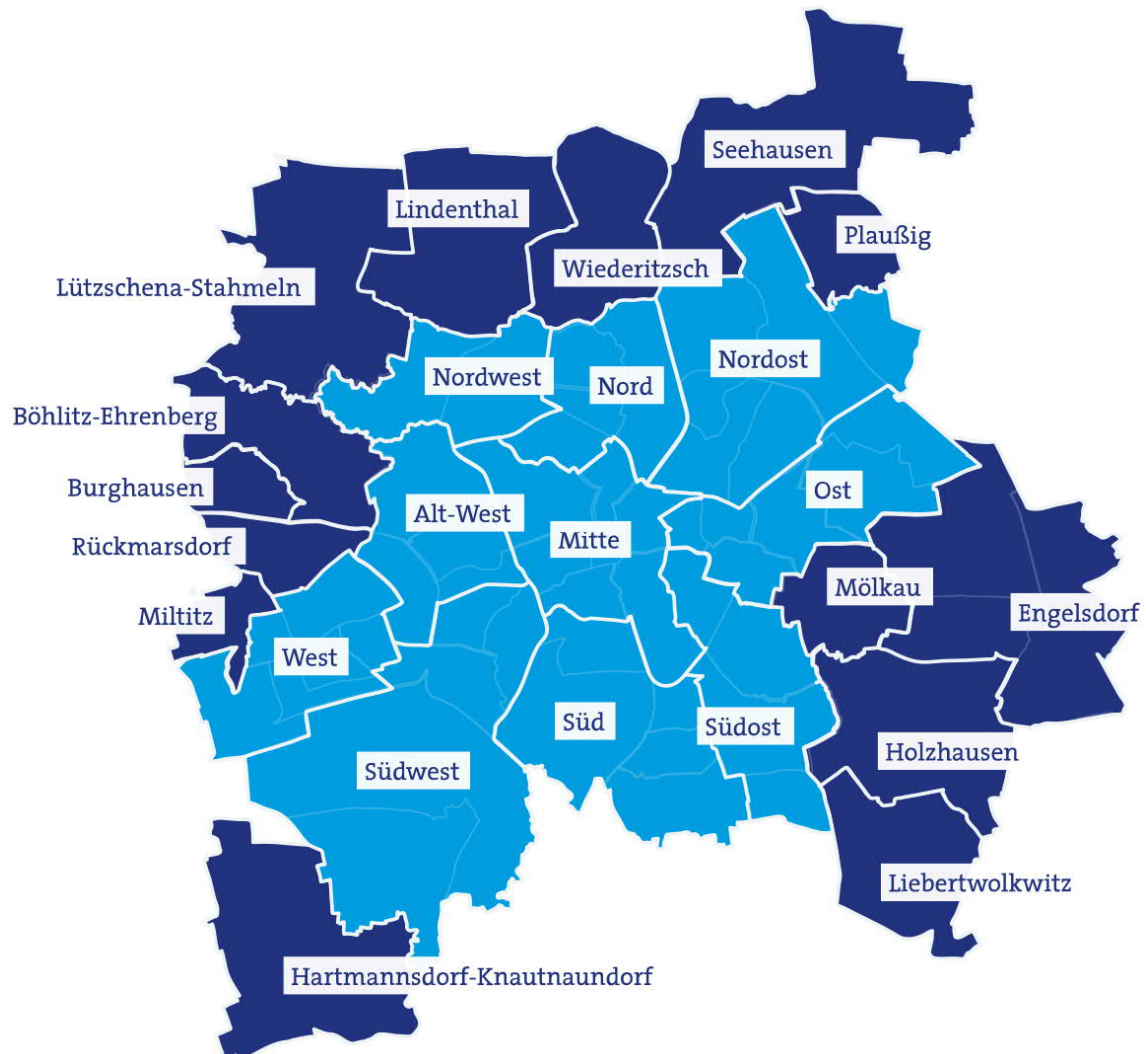 Seehausen
Lindenthal
Plaußig
Wiederitzsch
Lützschena-Stahmeln
Nordost
Nordwest
Nord
Böhlitz-Ehrenberg
Burghausen
Ost
Alt-West
Mitte
Rückmarsdorf
Mölkau
Miltitz
Engelsdorf
West
Süd
Südost
Holzhausen
Südwest
Liebertwolkwitz
Hartmannsdorf-Knautnaundorf